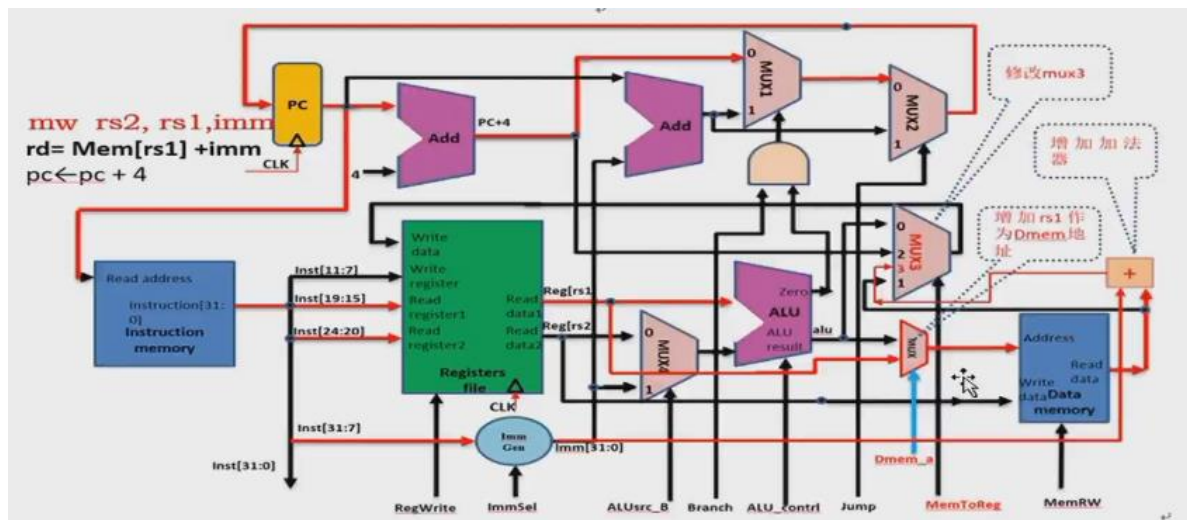 mw rs2, rs1,imm
rd= Mem[rs1] +imm
pc←pc + 4
PC
CLK
4
Add
PC+4
Add
0
MUX1
1
0
MUX2
1
修改mux3
增加加法
器
增加rs1作
为Dmem地
址
Read address
Instruction[31:
0]
Instruction
memory
Inst[11:7]
Inst[19:15]
Inst[24:20]
Inst[31:7]
Inst[31:0]
Write
data
Write
register
Read
register1
Read
register2
Read
data1
Read
data2
Registers
file
CLK
Reg[rs1
Reg[rs2
Imm
Gen
Imm[31:0]
0
MUX4
1
Zero
ALU
ALU
result
alu
0
2
3
1
MUX3
+
Mux
Address
Read
data
Write
data
Data
memory
Dmem_a
RegWrite
ImmSel
ALUsrc_B
Branch
ALU_contrl
Jump
MemToReg
MemRW